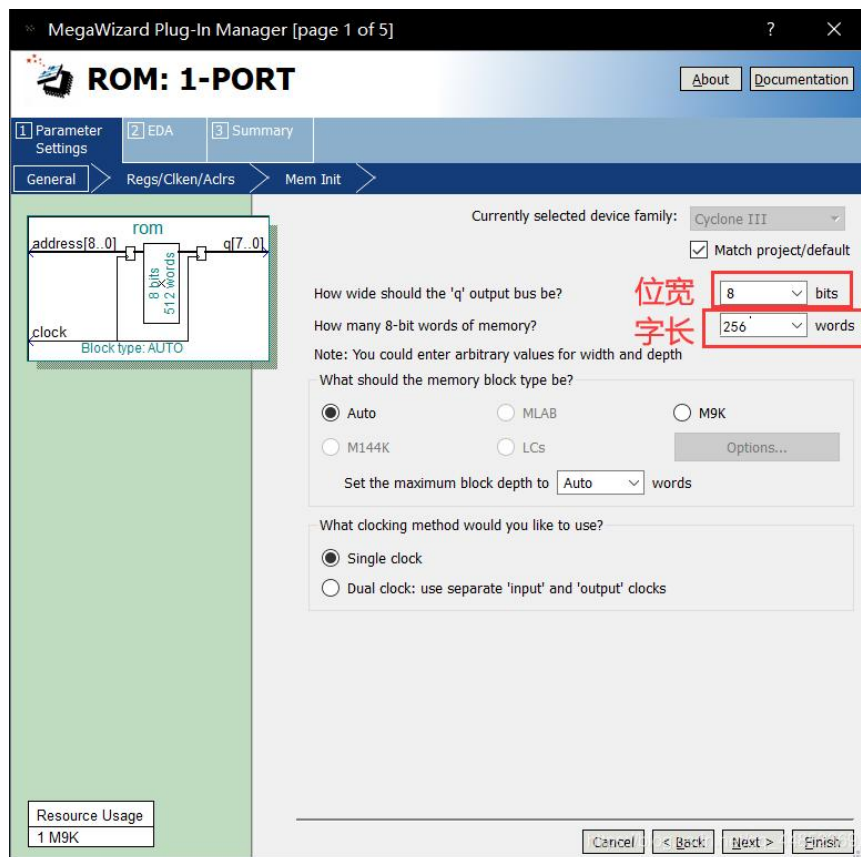 MegaWizard Plug-In Manager [page 1 of 5]
?
ROM: 1-PORT
About
Documentation
1 Parameter Settings
2 EDA
3 Summary
General
Regs/Clken/Aclrs
Mem Init
Currently selected device family:
Cyclone III
Match project/default
rom
address[8..0]
q[7..0]
8 bits
512 words
clock
Block type: AUTO
How wide should the 'q' output bus be?
位宽
8
bits
How many 8-bit words of memory?
字长
256
words
Note: You could enter arbitrary values for width and depth
What should the memory block type be?
Auto
MLAB
M9K
M144K
LCs
Options...
Set the maximum block depth to
Auto
words
What clocking method would you like to use?
Single clock
Dual clock: use separate 'input' and 'output' clocks
Resource Usage
1 M9K
Cancel
< Back
Next >
Finish